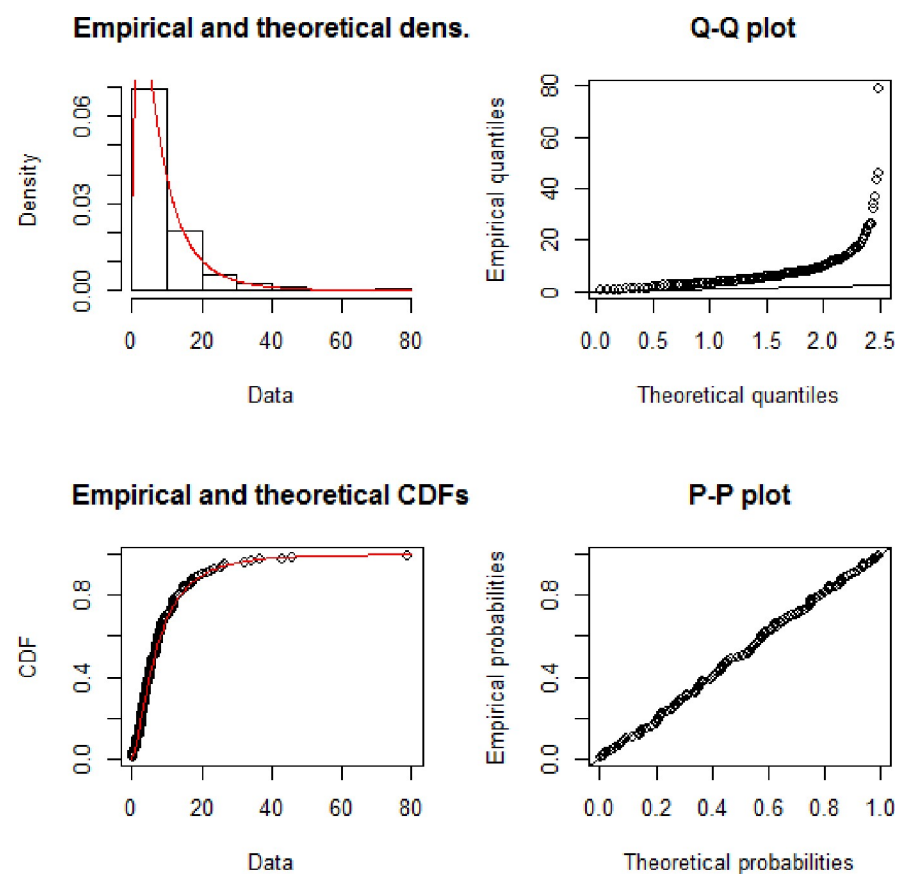 Empirical and theoretical dens.
Density
0.00 0.03 0.06
0 20 40 60 80
Data
Q-Q plot
Empirical quantiles
0 20 40 60 80
0.0 0.5 1.0 1.5 2.0 2.5
Theoretical quantiles
Empirical and theoretical CDFs
CDF
0.0 0.4 0.8
0 20 40 60 80
Data
P-P plot
Empirical probabilities
0.0 0.4 0.8
0.0 0.2 0.4 0.6 0.8 1.0
Theoretical probabilities